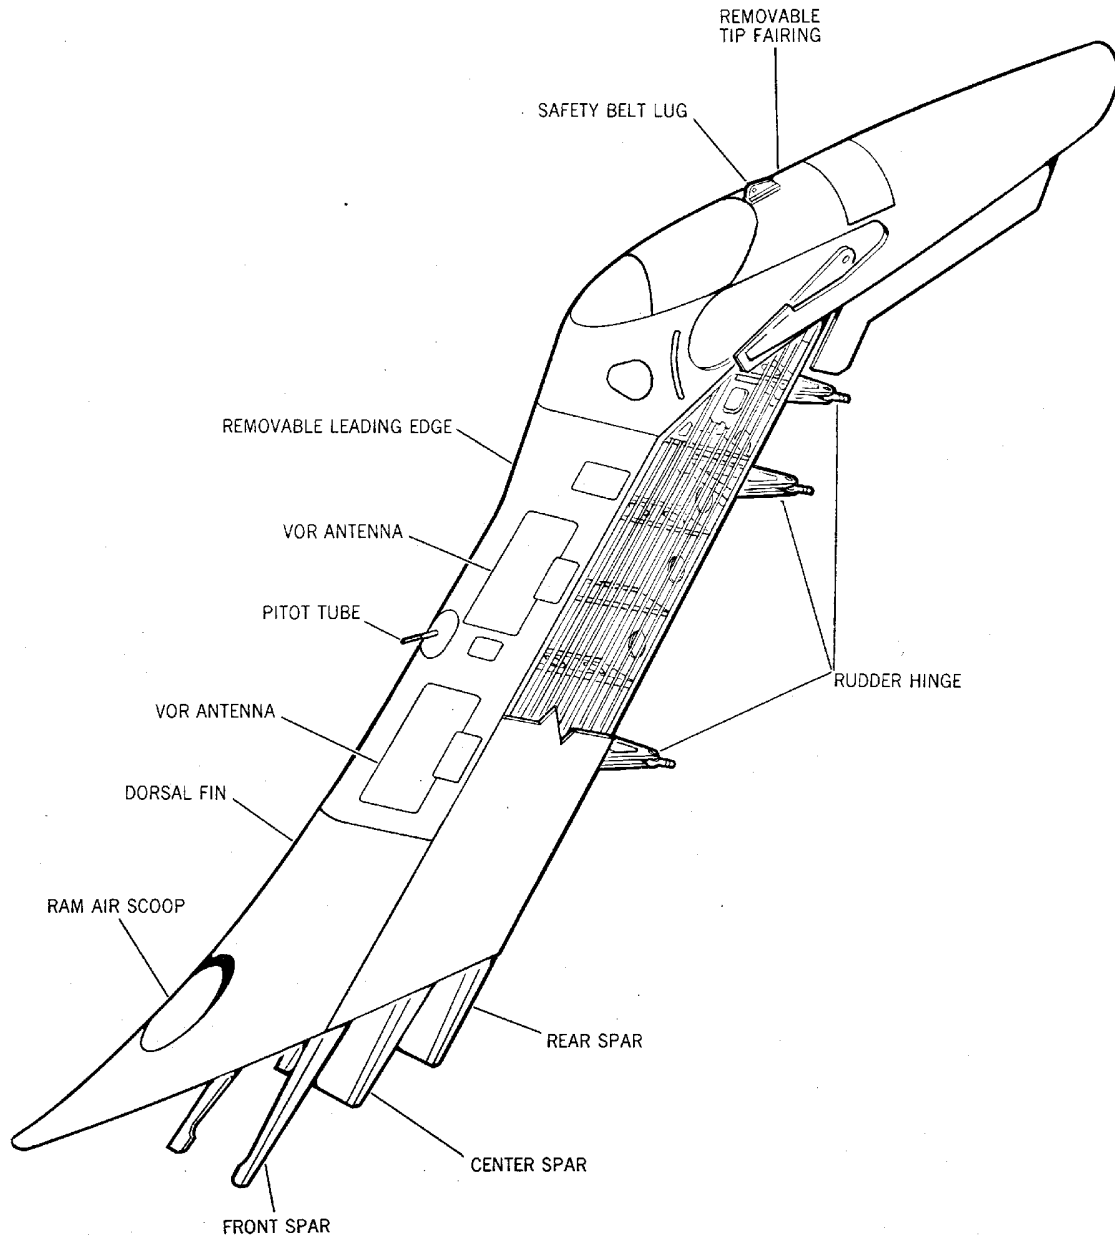 REMOVABLE
TIP FAIRING
SAFETY BELT LUG
REMOVABLE LEADING EDGE
VOR ANTENNA
PITOT TUBE
RUDDER HINGE
VOR ANTENNA
DORSAL FIN
RAM AIR SCOOP
REAR SPAR
CENTER SPAR
FRONT SPAR